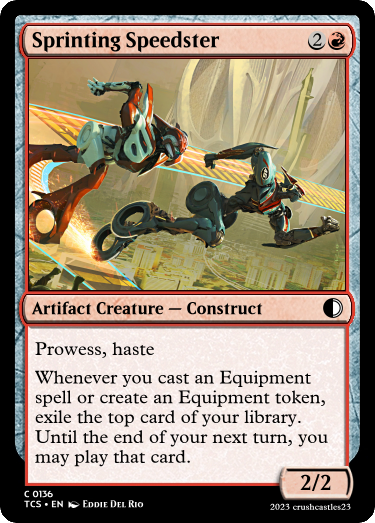 Sprinting Speedster 2
Artifact Creature — Construct
Prowess, haste
Whenever you cast an Equipment
spell or create an Equipment token,
exile the top card of your library.
Until the end of your next turn, you
may play that card.
2/2
C 0136
TCS • EN Eddie Del Rio
2023 crushcastles23